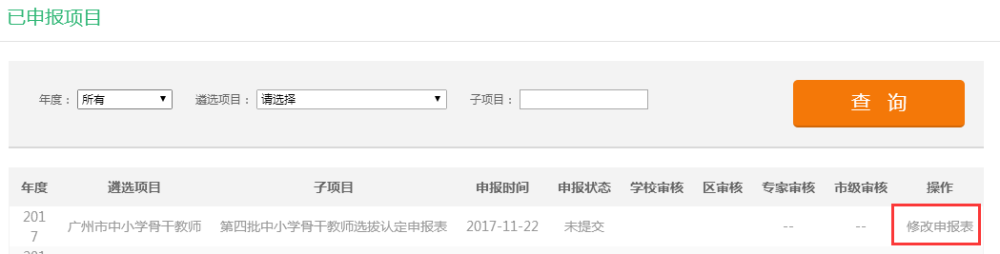 已申报项目
年度： 所有 遴选项目： 请选择 子项目： 查 询
年度 遴选项目 子项目 申报时间 申报状态 学校审核 区审核 专家审核 市级审核 操作
2017 广州市中小学骨干教师 第四批中小学骨干教师选拔认定申报表 2017-11-22 未提交 -- -- 修改申报表